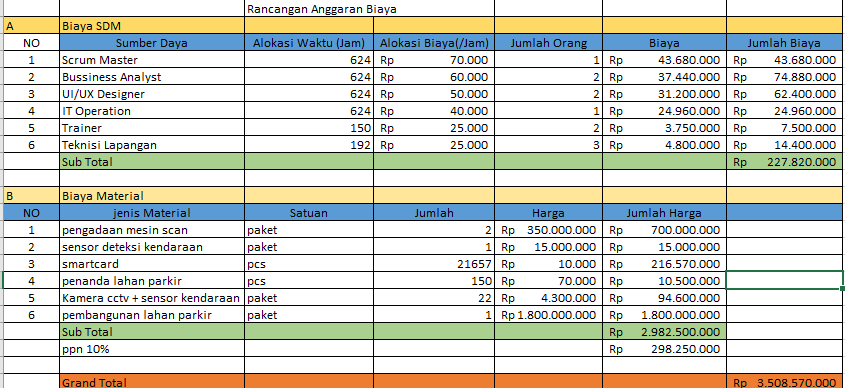 Rancangan Anggaran Biaya
A Biaya SDM
NO Sumber Daya Alokasi Waktu (Jam) Alokasi Biaya(/Jam) Jumlah Orang Biaya Jumlah Biaya
1 Scrum Master 624 Rp 70.000 1 Rp 43.680.000 Rp 43.680.000
2 Bussiness Analyst 624 Rp 60.000 2 Rp 37.440.000 Rp 74.880.000
3 UI/UX Designer 624 Rp 50.000 2 Rp 31.200.000 Rp 62.400.000
4 IT Operation 624 Rp 40.000 1 Rp 24.960.000 Rp 24.960.000
5 Trainer 150 Rp 25.000 2 Rp 3.750.000 Rp 7.500.000
6 Teknisi Lapangan 192 Rp 25.000 3 Rp 4.800.000 Rp 14.400.000
Sub Total Rp 227.820.000
B Biaya Material
NO jenis Material Satuan Jumlah Harga Jumlah Harga
1 pengadaan mesin scan paket 2 Rp 350.000.000 Rp 700.000.000
2 sensor deteksi kendaraan paket 1 Rp 15.000.000 Rp 15.000.000
3 smartcard pcs 21657 Rp 10.000 Rp 216.570.000
4 penanda lahan parkir pcs 150 Rp 70.000 Rp 10.500.000
5 Kamera cctv + sensor kendaraan paket 22 Rp 4.300.000 Rp 94.600.000
6 pembangunan lahan parkir paket 1 Rp 1.800.000.000 Rp 1.800.000.000
Sub Total Rp 2.982.500.000
ppn 10% Rp 298.250.000
Grand Total Rp 3.508.570.000